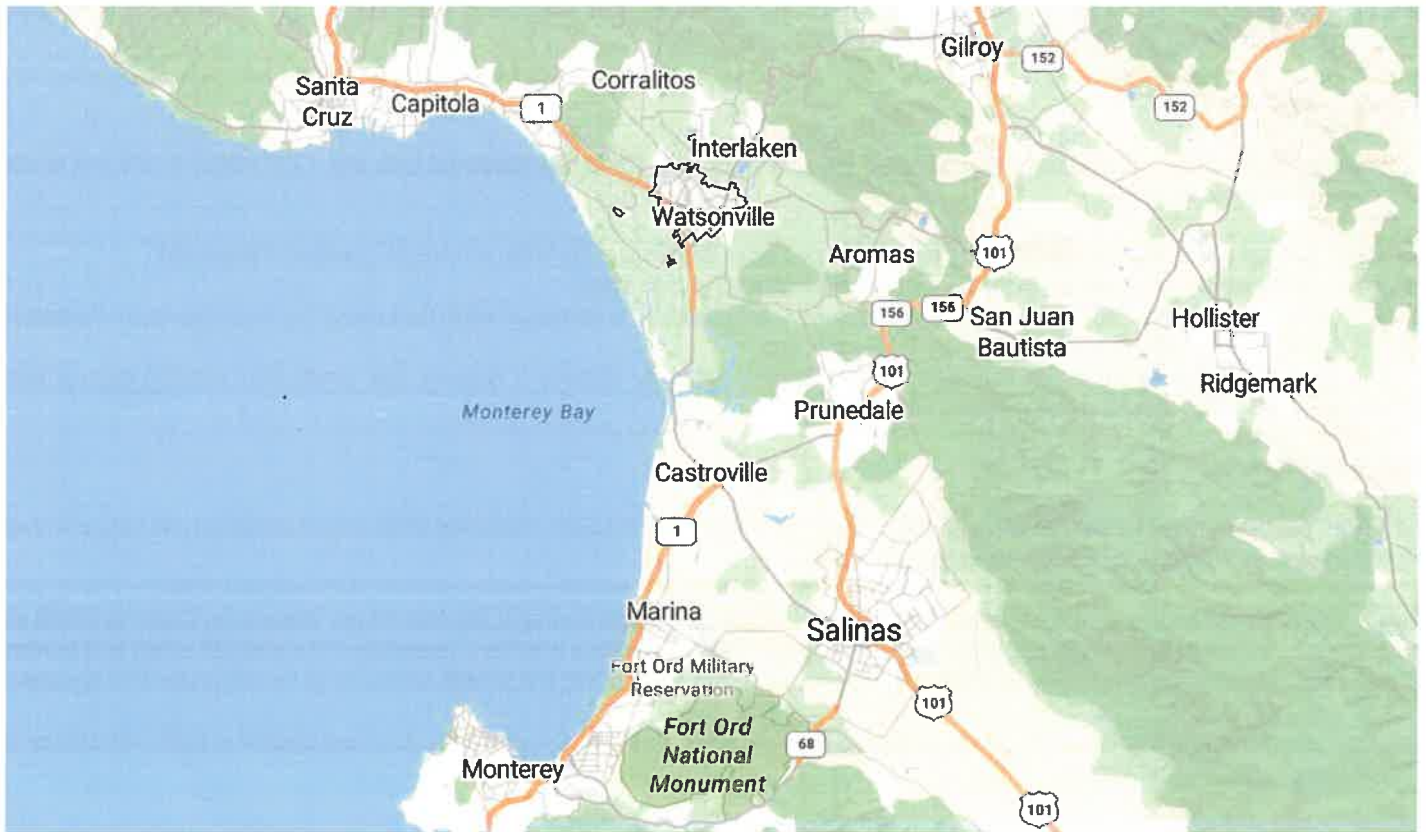 Gilroy
152
Santa
Cruz
Capitola
1
Corralitos
152
Interlaken
Watsonville
Aromas
101
156
156
San Juan
Bautista
Hollister
101
Ridgemark
Prunedale
Monterey Bay
Castroville
1
Marina
Salinas
Fort Ord Military
Reservation
101
Fort Ord
National
Monument
68
Monterey
101